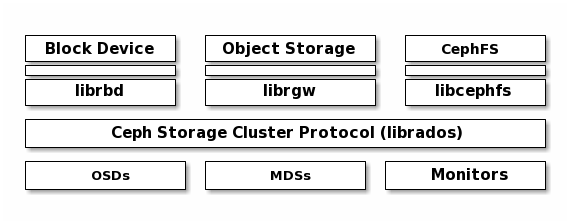 Block Device Object Storage CephFS
librbd librgw libcephfs
Ceph Storage Cluster Protocol (librados)
OSDs MDSs Monitors